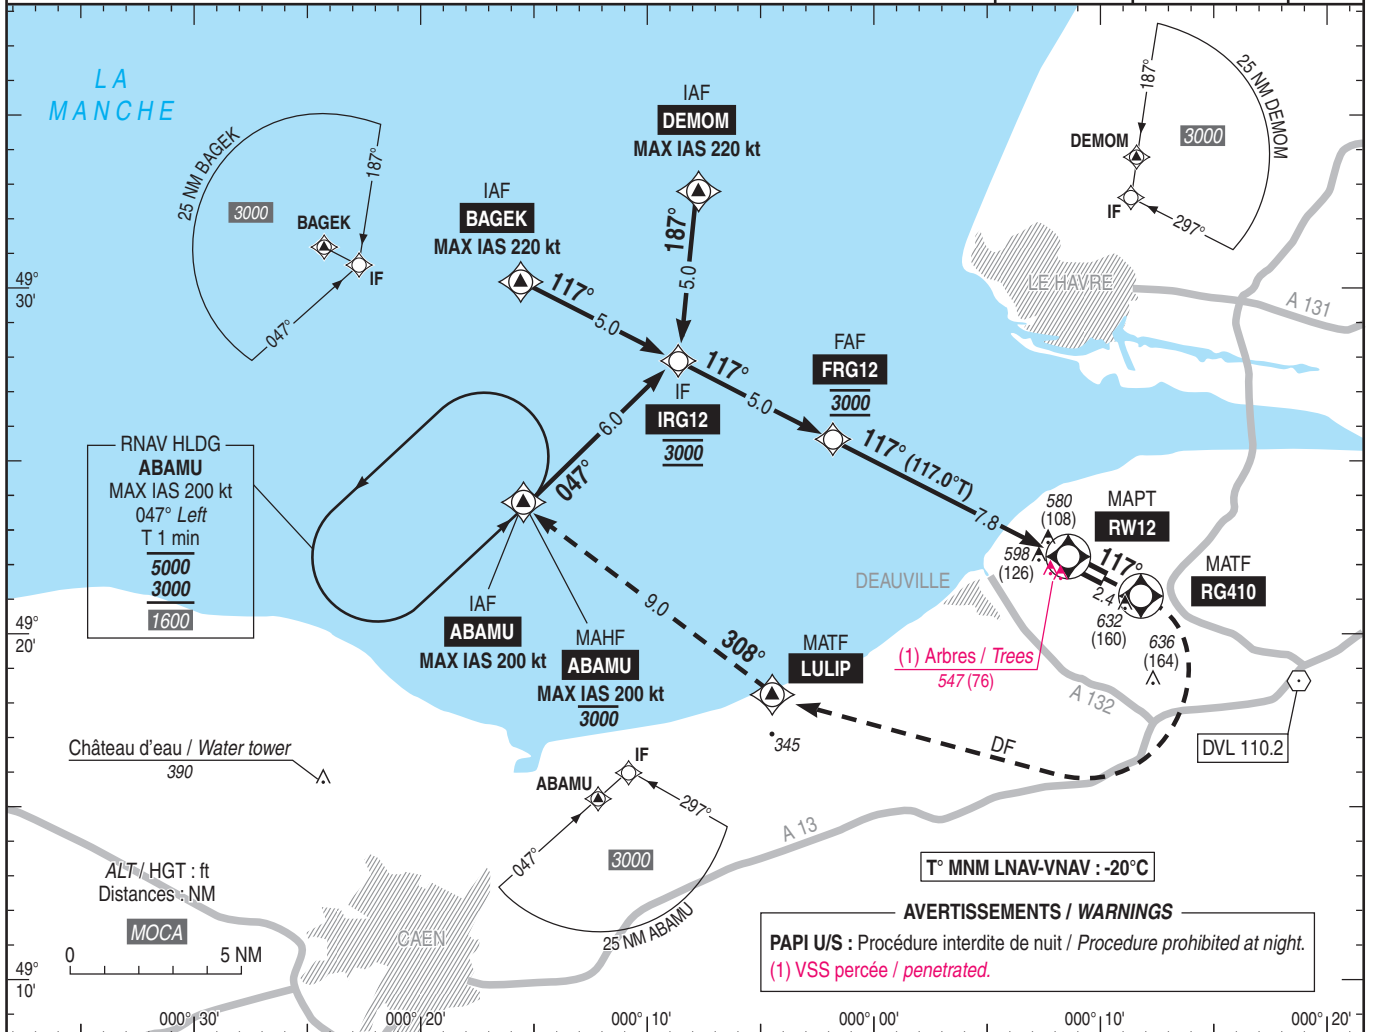 LA
MANCHE
25 NM BAGEK
187°
3000
BAGEK
IF
047°
IAF
DEMOM
MAX IAS 220 kt
187°
5.0
IAF
BAGEK
MAX IAS 220 kt
117°
5.0
187°
25 NM DEMOM
DEMOM
3000
IF
297°
LE HAVRE
A 131
49°
30'
117°
5.0
IF
IRG12
3000
FAF
FRG12
3000
117° (117.0°T)
7.8
6.0
047°
RNAV HLDG
ABAMU
MAX IAS 200 kt
047° Left
T 1 min
5000
3000
1600
580
(108)
598
(126)
MAPT
RW12
117°
2.4
MATF
RG410
632
(160)
636
(164)
DEAUVILLE
(1) Arbres / Trees
547 (76)
A 132
IAF
ABAMU
MAX IAS 200 kt
MAHF
ABAMU
MAX IAS 200 kt
3000
9.0
308°
MATF
LULIP
345
DF
DVL 110.2
49°
20'
Château d'eau / Water tower
390
ABAMU
IF
047°
297°
3000
25 NM ABAMU
A 13
CAEN
ALT / HGT : ft
Distances : NM
MOCA
0
5 NM
T° MNM LNAV-VNAV : -20°C
AVERTISSEMENTS / WARNINGS
PAPI U/S : Procédure interdite de nuit / Procedure prohibited at night.
(1) VSS percée / penetrated.
49°
10'
000° 30'
000° 20'
000° 10'
000° 00'
000° 10'
000° 20'